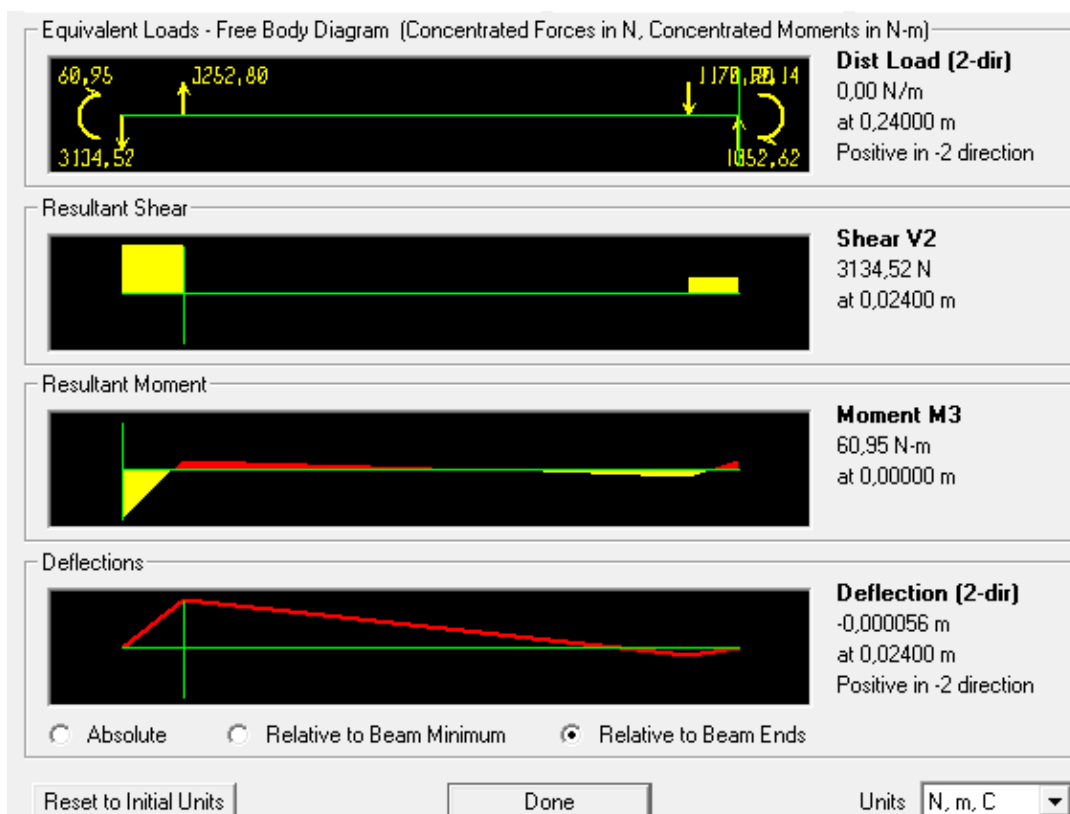 Equivalent Loads - Free Body Diagram (Concentrated Forces in N, Concentrated Moments in N-m)
60,95 3252,80
3134,52 1052,62
Dist Load (2-dir)
0,00 N/m
at 0,24000 m
Positive in -2 direction
Resultant Shear
Shear V2
3134,52 N
at 0,02400 m
Resultant Moment
Moment M3
60,95 N-m
at 0,00000 m
Deflections
Deflection (2-dir)
-0,000056 m
at 0,02400 m
Positive in -2 direction
Absolute Relative to Beam Minimum Relative to Beam Ends
Reset to Initial Units Done Units N, m, C